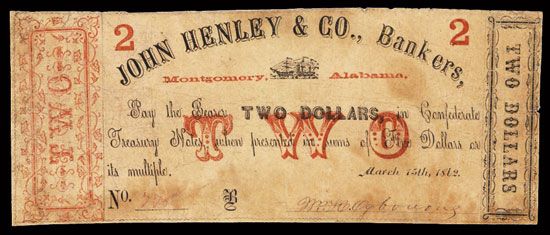 2 2
JOHN HENLEY & CO., Bankers,
Montgomery, Alabama,
Pay the Bearer TWO DOLLARS, in Confederate
Treasury Notes, when presented in sums of Five Dollars or
TWO
its multiple. March 15th, 1862.
No. B
TWO
TWO DOLLARS